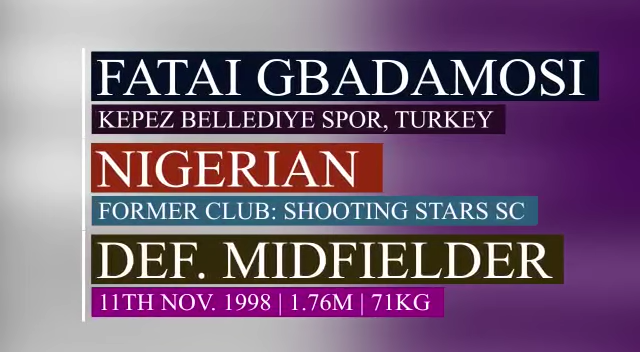 FATAI GBADAMOSI
KEPEZ BELLEDIYE SPOR, TURKEY
NIGERIAN
FORMER CLUB: SHOOTING STARS SC
DEF. MIDFIELDER
11TH NOV. 1998 | 1.76M | 71KG